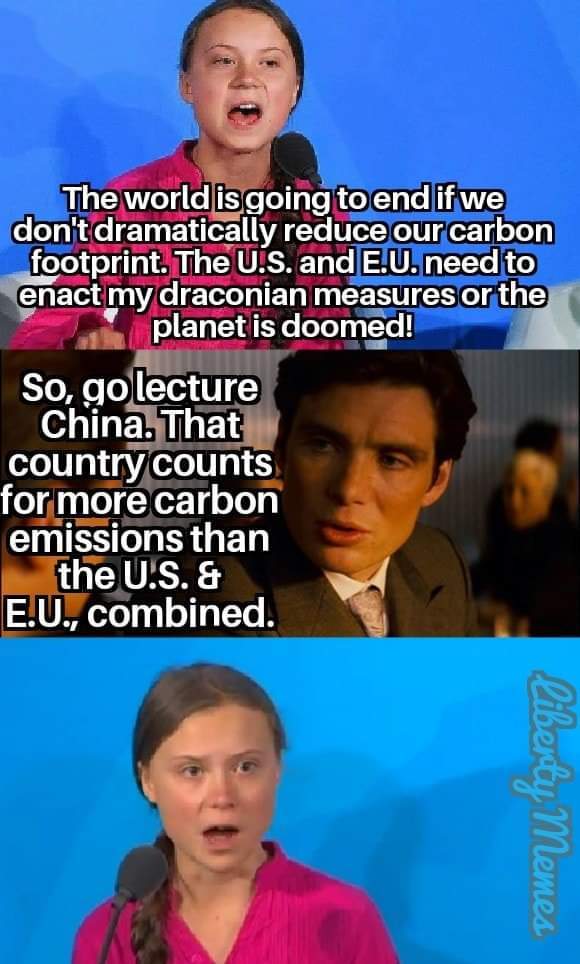 The world is going to end if we
don't dramatically reduce our carbon
footprint. The U.S. and E.U. need to
enact my draconian measures or the
planet is doomed!
So, go lecture
China. That
country counts
for more carbon
emissions than
the U.S. &
E.U., combined.
Liberty Memes